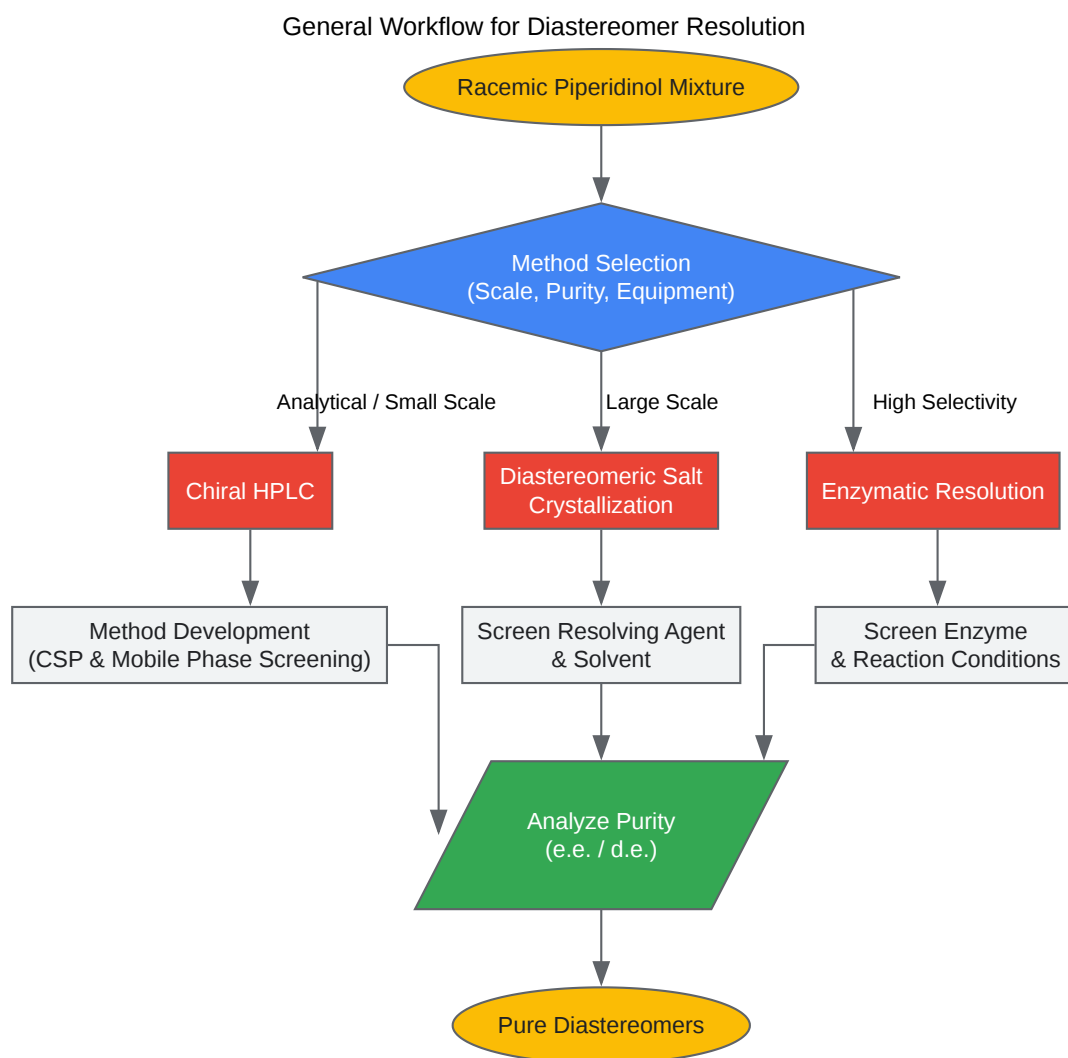 General Workflow for Diastereomer Resolution
Racemic Piperidinol Mixture
Method Selection
(Scale, Purity, Equipment)
Analytical / Small Scale
Large Scale
High Selectivity
Chiral HPLC
Diastereomeric Salt
Crystallization
Enzymatic Resolution
Method Development
(CSP & Mobile Phase Screening)
Screen Resolving Agent
& Solvent
Screen Enzyme
& Reaction Conditions
Analyze Purity
(e.e. / d.e.)
Pure Diastereomers